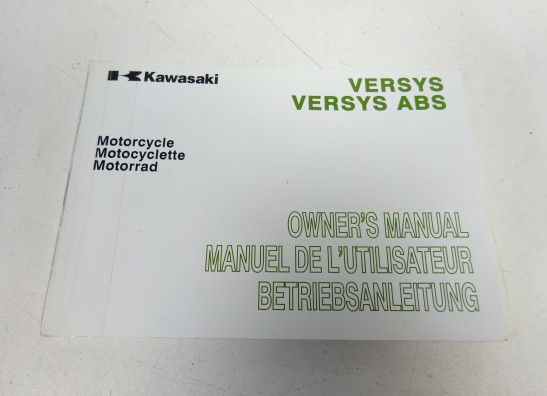 Kawasaki
VERSYS
VERSYS ABS
Motorcycle
Motocyclette
Motorrad
OWNER'S MANUAL
MANUEL DE L'UTILISATEUR
BETRIEBSANLEITUNG